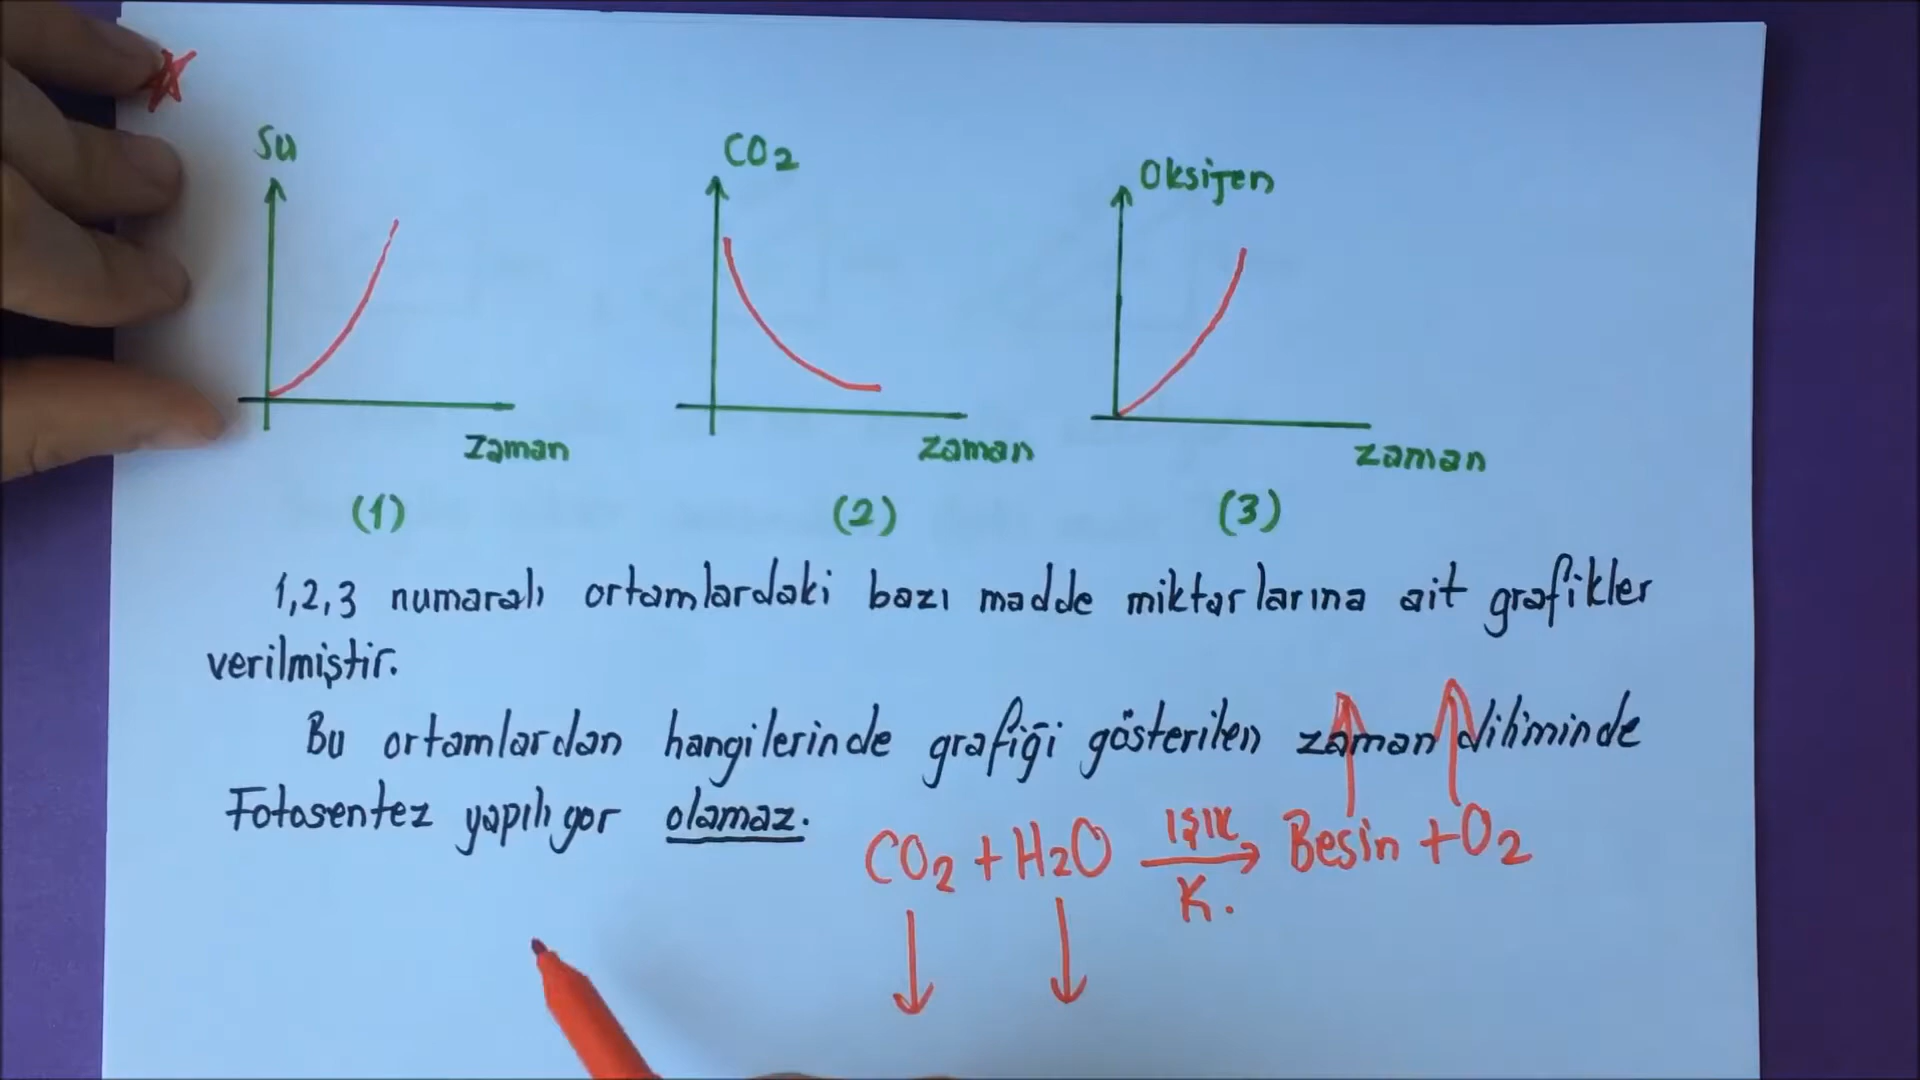 Su
CO2
Oksijen
Zaman
Zaman
Zaman
(1)
(2)
(3)
1,2,3 numaralı ortamlardaki bazı madde miktarlarına ait grafikler
verilmiştir.
Bu ortamlardan hangilerinde grafiği gösterilen zaman diliminde
Fotosentez yapılıyor olamaz.
CO2 + H2O Işık Besin + O2
K.